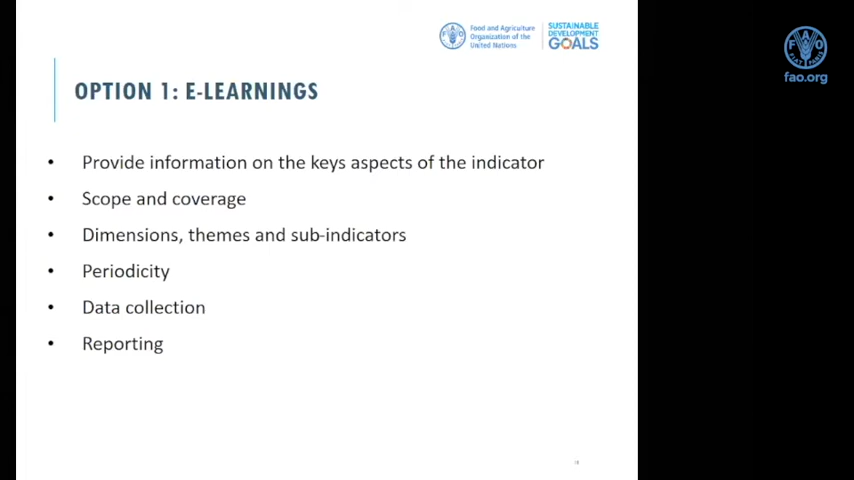 Food and Agriculture
Organization of the
United Nations
SUSTAINABLE
DEVELOPMENT
GOALS
fao.org
OPTION 1: E-LEARNINGS
• Provide information on the keys aspects of the indicator
• Scope and coverage
• Dimensions, themes and sub-indicators
• Periodicity
• Data collection
• Reporting